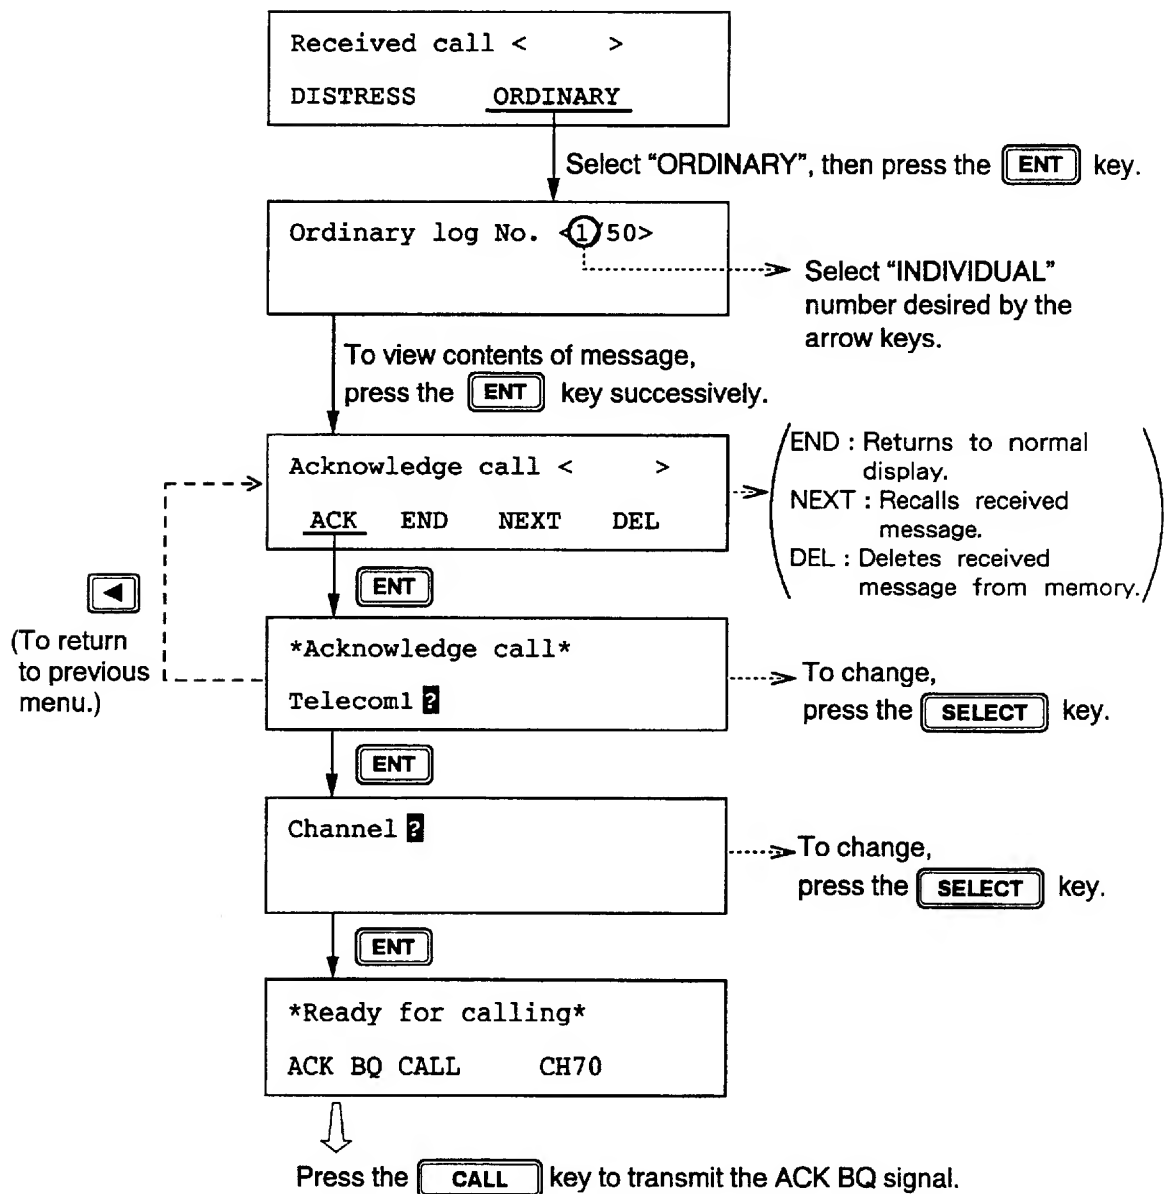 Received call <      >
DISTRESS    ORDINARY
Select “ORDINARY”, then press the ENT key.
Ordinary log No. <1/50>
Select “INDIVIDUAL”
number desired by the
arrow keys.
To view contents of message,
press the ENT key successively.
Acknowledge call <      >
ACK  END  NEXT  DEL
END : Returns to normal
display.
NEXT : Recalls received
message.
DEL : Deletes received
message from memory.
ENT
◄
(To return
to previous
menu.)
*Acknowledge call*
Telecom1 ?
To change,
press the SELECT key.
ENT
Channel ?
To change,
press the SELECT key.
ENT
*Ready for calling*
ACK BQ CALL    CH70
Press the CALL key to transmit the ACK BQ signal.